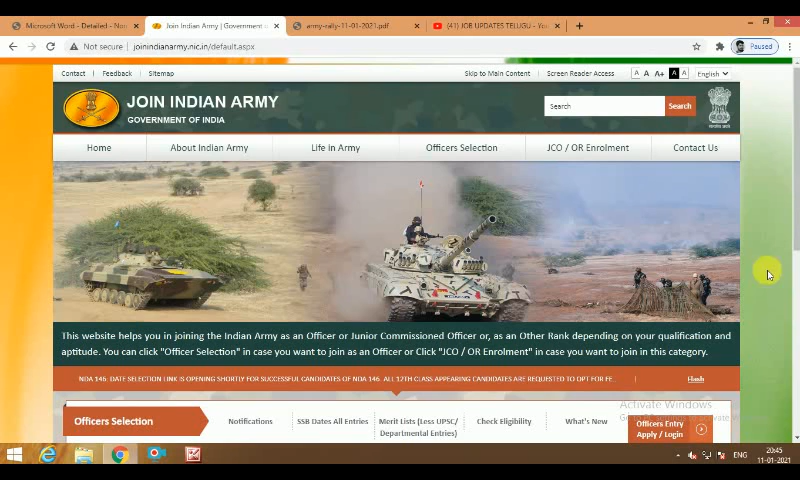 Microsoft Word - Detailed - No
Join Indian Army | Government o
army-rally-11-01-2021.pdf
(41) JOB UPDATES TELUGU - You
Not secure | joinindianarmy.nic.in/default.aspx
Paused
Contact | Feedback | Sitemap
Skip to Main Content | Screen Reader Access
A A A+ A A
English
JOIN INDIAN ARMY
GOVERNMENT OF INDIA
Search
Search
Home
About Indian Army
Life in Army
Officers Selection
JCO / OR Enrolment
Contact Us
This website helps you in joining the Indian Army as an Officer or Junior Commissioned Officer or, as an Other Rank depending on your qualification and
aptitude. You can click "Officer Selection" in case you want to join as an Officer or Click "JCO / OR Enrolment" in case you want to join in this category.
NDA 146: DATE SELECTION LINK IS OPENING SHORTLY FOR SUCCESSFUL CANDIDATES OF NDA 146. ALL 12TH CLASS APPEARING CANDIDATES ARE REQUESTED TO OPT FOR FE
Flash
Activate Windows
Officers Selection
Notifications
SSB Dates All Entries
Merit Lists (Less UPSC/
Departmental Entries)
Check Eligibility
What's New
Officers Entry
Apply / Login
ENG
20:45
11-01-2021